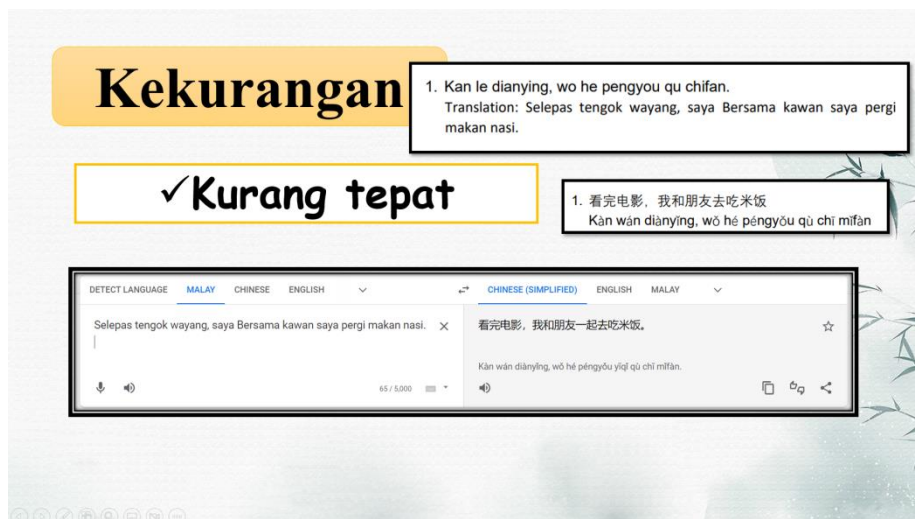 Kekurangan
1. Kan le dianying, wo he pengyou qu chifan.
Translation: Selepas tengok wayang, saya Bersama kawan saya pergi
makan nasi.
✓Kurang tepat
1. 看完电影，我和朋友去吃米饭
Kàn wán diànyǐng, wǒ hé péngyǒu qù chī mǐfàn
DETECT LANGUAGE MALAY CHINESE ENGLISH
CHINESE (SIMPLIFIED) ENGLISH MALAY
Selepas tengok wayang, saya Bersama kawan saya pergi makan nasi.
看完电影，我和朋友一起去吃米饭。
Kàn wán diànyǐng, wǒ hé péngyǒu yīqǐ qù chī mǐfàn.
65 / 5,000